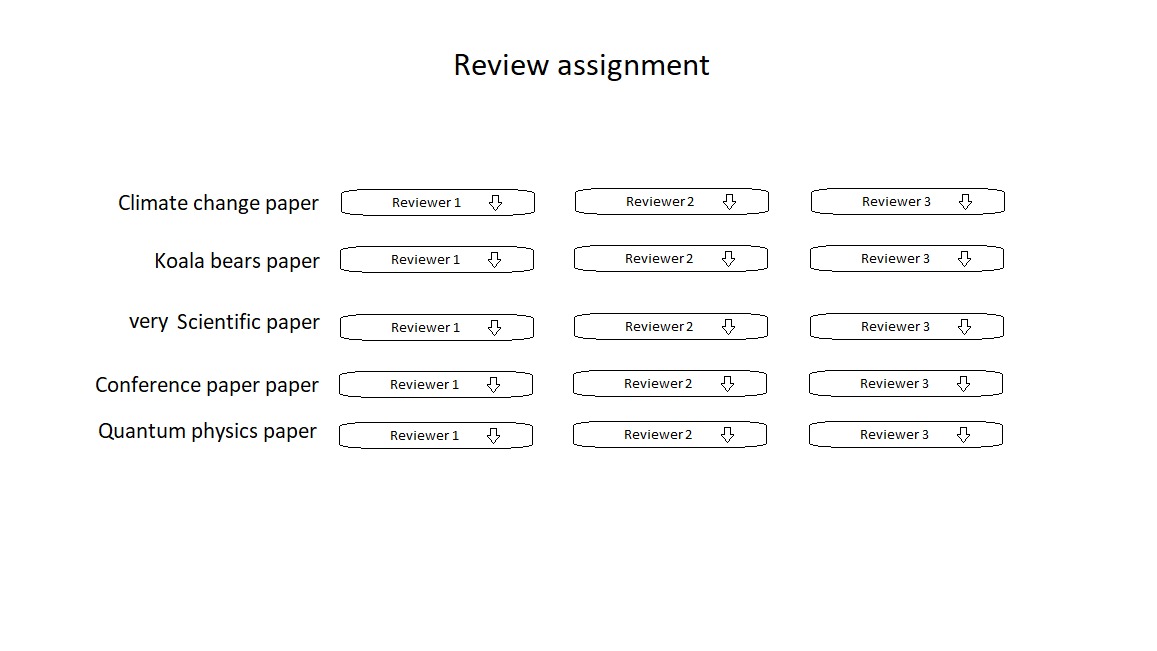 Review assignment
Climate change paper Reviewer 1 Reviewer 2 Reviewer 3
Koala bears paper Reviewer 1 Reviewer 2 Reviewer 3
very Scientific paper Reviewer 1 Reviewer 2 Reviewer 3
Conference paper paper Reviewer 1 Reviewer 2 Reviewer 3
Quantum physics paper Reviewer 1 Reviewer 2 Reviewer 3